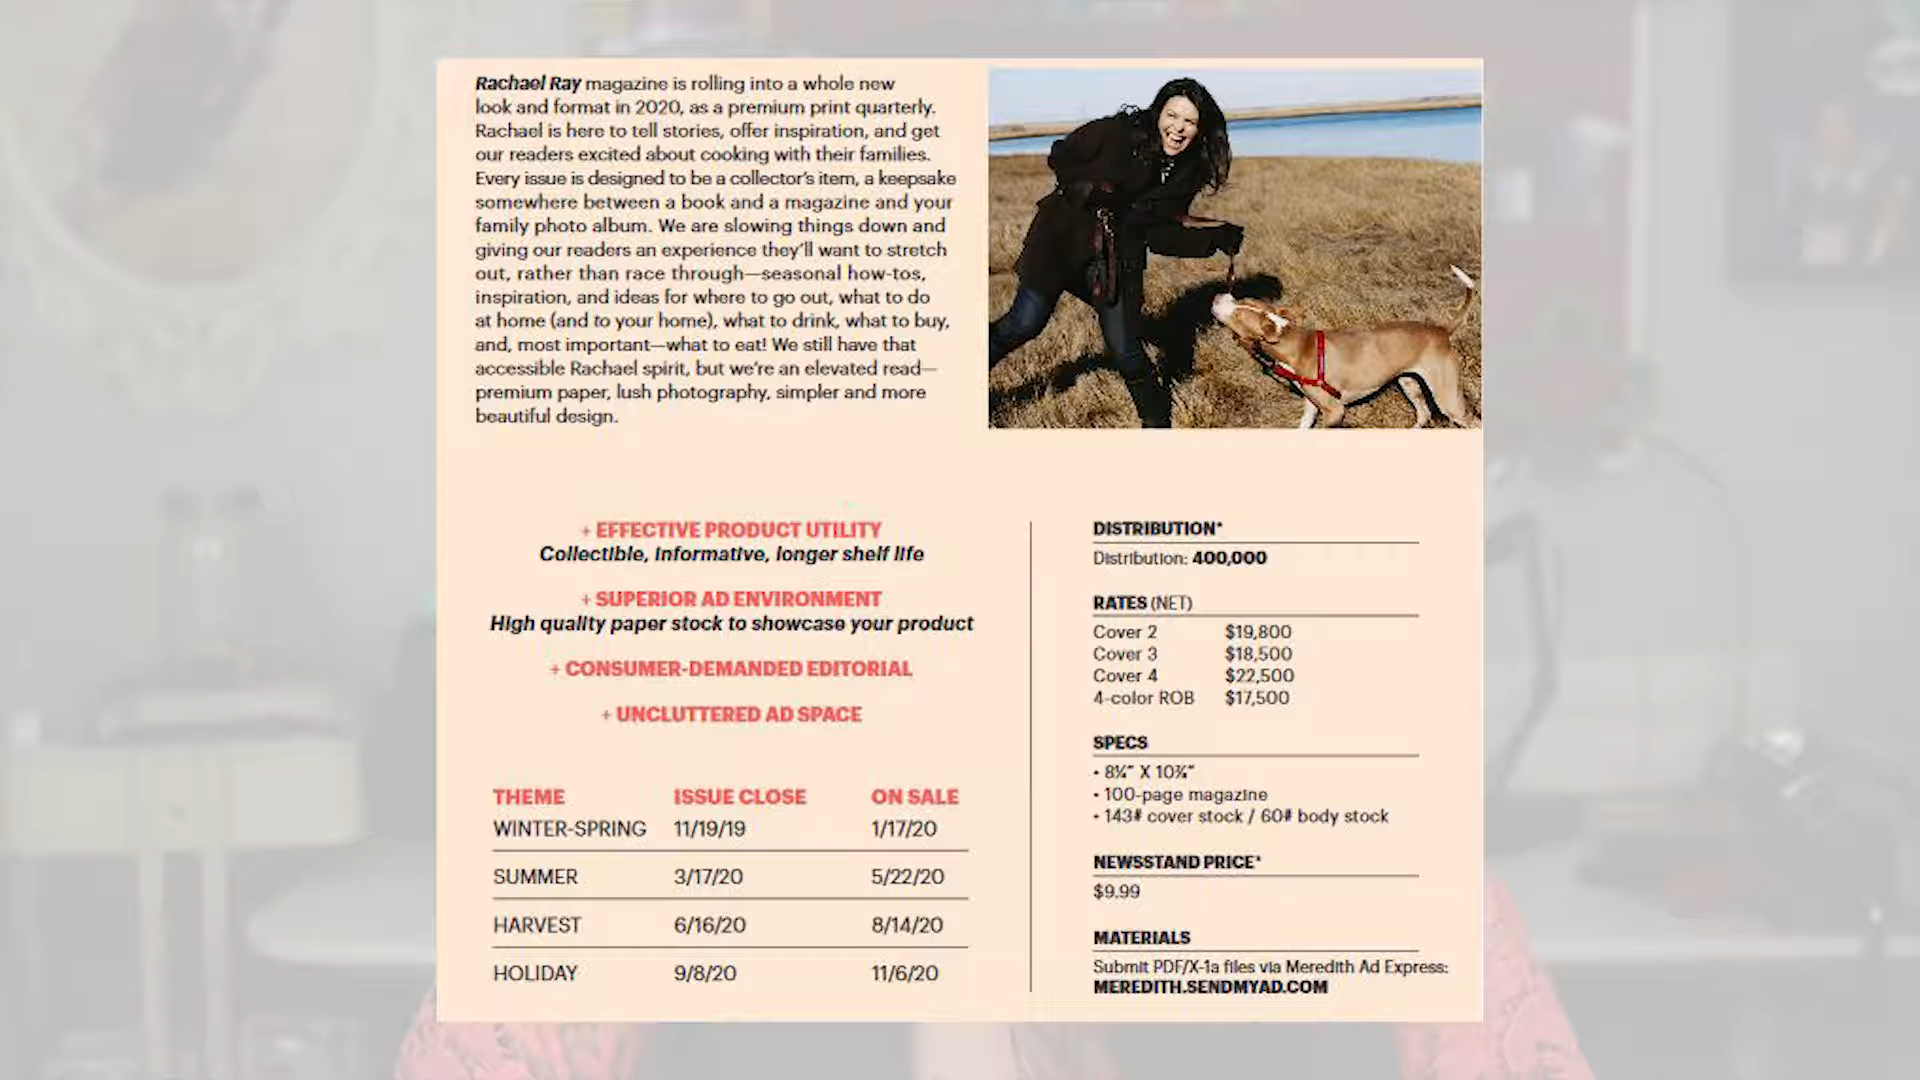 Rachael Ray magazine is rolling into a whole new
look and format in 2020, as a premium print quarterly.
Rachael is here to tell stories, offer inspiration, and get
our readers excited about cooking with their families.
Every issue is designed to be a collector's item, a keepsake
somewhere between a book and a magazine and your
family photo album. We are slowing things down and
giving our readers an experience they'll want to stretch
out, rather than race through—seasonal how-tos,
inspiration, and ideas for where to go out, what to do
at home (and to your home), what to drink, what to buy,
and, most important—what to eat! We still have that
accessible Rachael spirit, but we're an elevated read—
premium paper, lush photography, simpler and more
beautiful design.
+ EFFECTIVE PRODUCT UTILITY
Collectible, informative, longer shelf life
+ SUPERIOR AD ENVIRONMENT
High quality paper stock to showcase your product
+ CONSUMER-DEMANDED EDITORIAL
+ UNCLUTTERED AD SPACE
THEME ISSUE CLOSE ON SALE
WINTER-SPRING 11/19/19 1/17/20
SUMMER 3/17/20 5/22/20
HARVEST 6/16/20 8/14/20
HOLIDAY 9/8/20 11/6/20
DISTRIBUTION*
Distribution: 400,000
RATES (NET)
Cover 2 $19,800
Cover 3 $18,500
Cover 4 $22,500
4-color ROB $17,500
SPECS
• X
• 100-page magazine
• 143# cover stock / 60# body stock
NEWSSTAND PRICE*
$9.99
MATERIALS
Submit PDF/X-1a files via Meredith Ad Express:
MEREDITH.SENDMYAD.COM